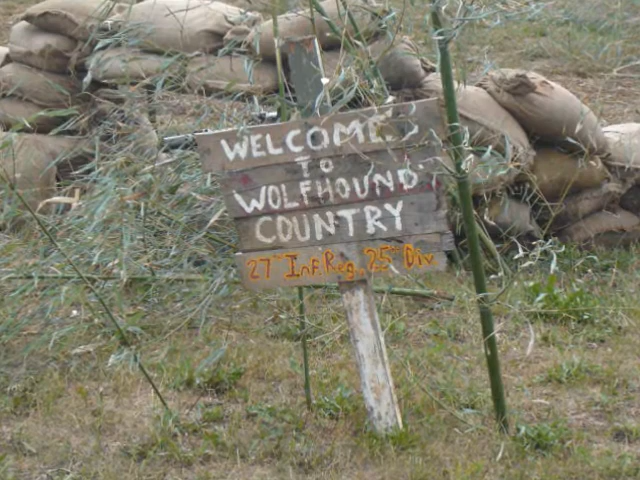 WELCOME
TO
WOLFHOUND
COUNTRY
27TH Inf. Reg, 25TH Div